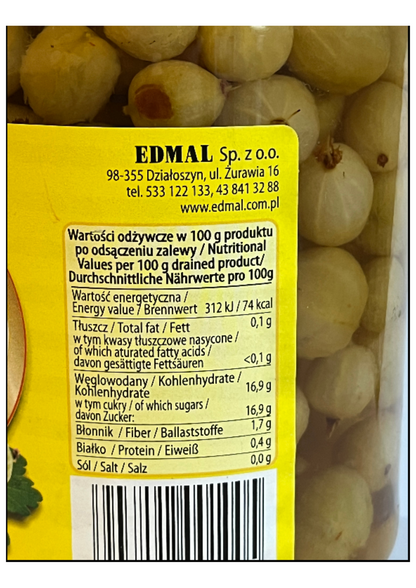 EDMAL Sp. z o.o.
98-355 Działoszyn, ul. Żurawia 16
tel. 533 122 133, 43 841 32 88
www.edmal.com.pl
Wartości odżywcze w 100 g produktu
po odsączeniu zalewy / Nutritional
Values per 100 g drained product/
Durchschnittliche Nährwerte pro 100g
Wartość energetyczna /
Energy value / Brennwert 312 kJ / 74 kcal
Tłuszcz / Total fat / Fett 0,1 g
w tym kwasy tłuszczowe nasycone /
of which aturated fatty acids /
davon gesättigte Fettsäuren <0,1 g
Węglowodany / Kohlenhydrate /
Kohlenhydrate 16,9 g
w tym cukry / of which sugars /
davon Zucker: 16,9 g
Błonnik / Fiber / Ballaststoffe 1,7 g
Białko / Protein / Eiweiß 0,4 g
Sól / Salt / Salz 0,0 g